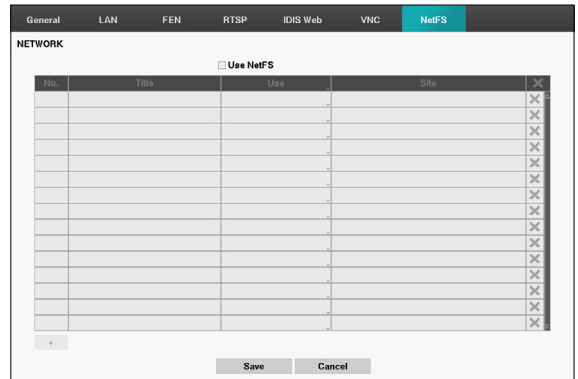 General LAN FEN RTSP IDIS Web VNC NetFS
NETWORK
Use NetFS
No. Title Use Site
+
Save Cancel